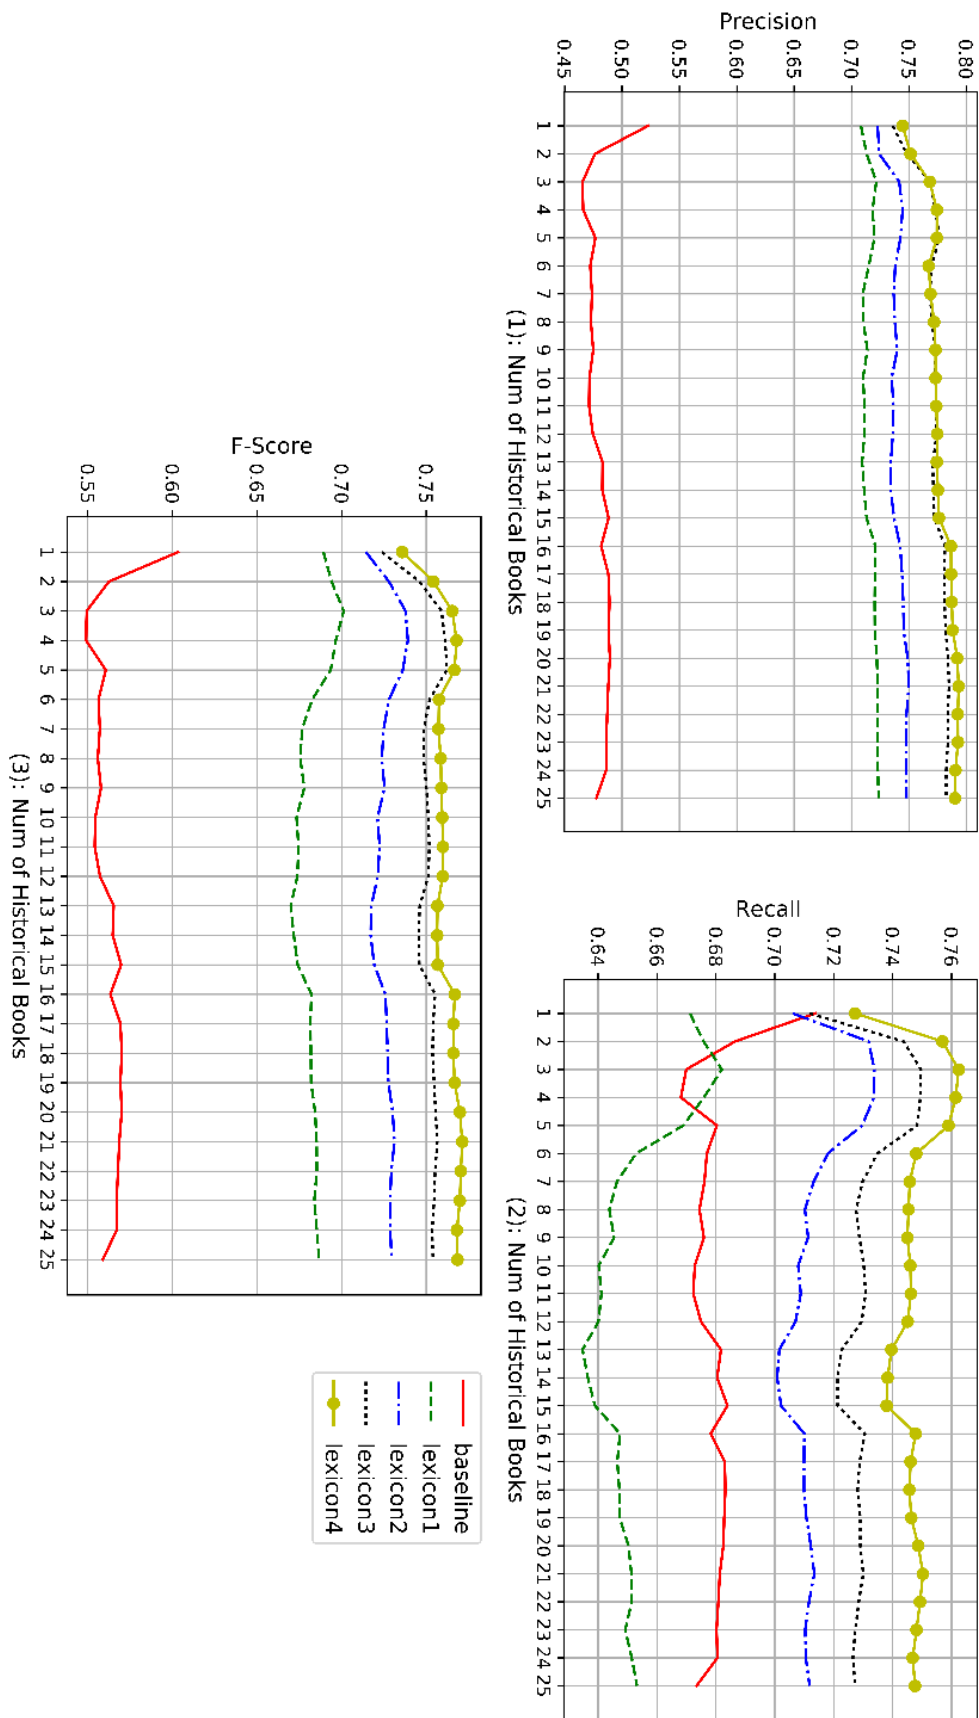 Precision
0.45 0.50 0.55 0.60 0.65 0.70 0.75 0.80
1 2 3 4 5 6 7 8 9 10 11 12 13 14 15 16 17 18 19 20 21 22 23 24 25
(1): Num of Historical Books
Recall
0.64 0.66 0.68 0.70 0.72 0.74 0.76
1 2 3 4 5 6 7 8 9 10 11 12 13 14 15 16 17 18 19 20 21 22 23 24 25
(2): Num of Historical Books
F-Score
0.55 0.60 0.65 0.70 0.75
1 2 3 4 5 6 7 8 9 10 11 12 13 14 15 16 17 18 19 20 21 22 23 24 25
(3): Num of Historical Books
baseline
lexicon1
lexicon2
lexicon3
lexicon4